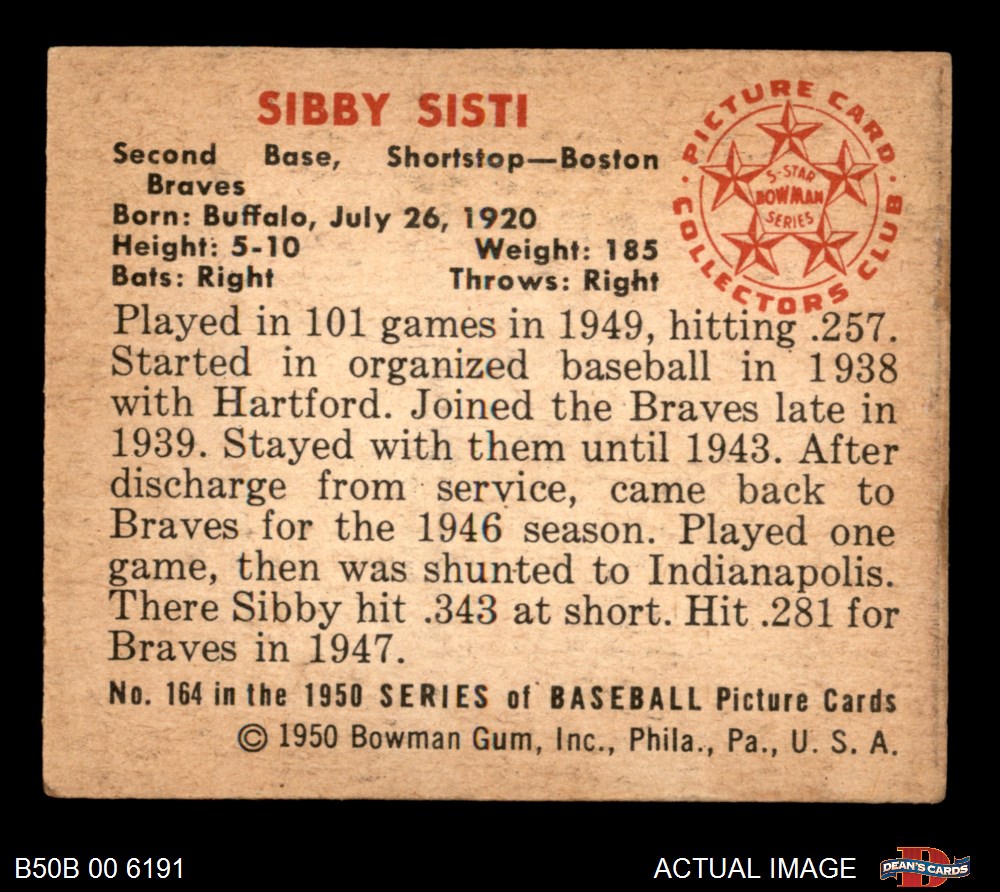 SIBBY SISTI
Second Base, Shortstop—Boston
Braves
Born: Buffalo, July 26, 1920
Height: 5-10 Weight: 185
Bats: Right Throws: Right
· PICTURE CARD ·
COLLECTORS CLUB
5-STAR
BOWMAN
SERIES
Played in 101 games in 1949, hitting .257.
Started in organized baseball in 1938
with Hartford. Joined the Braves late in
1939. Stayed with them until 1943. After
discharge from service, came back to
Braves for the 1946 season. Played one
game, then was shunted to Indianapolis.
There Sibby hit .343 at short. Hit .281 for
Braves in 1947.
No. 164 in the 1950 SERIES of BASEBALL Picture Cards
© 1950 Bowman Gum, Inc., Phila., Pa., U. S. A.
B50B 00 6191
ACTUAL IMAGE
DEAN'S CARDS